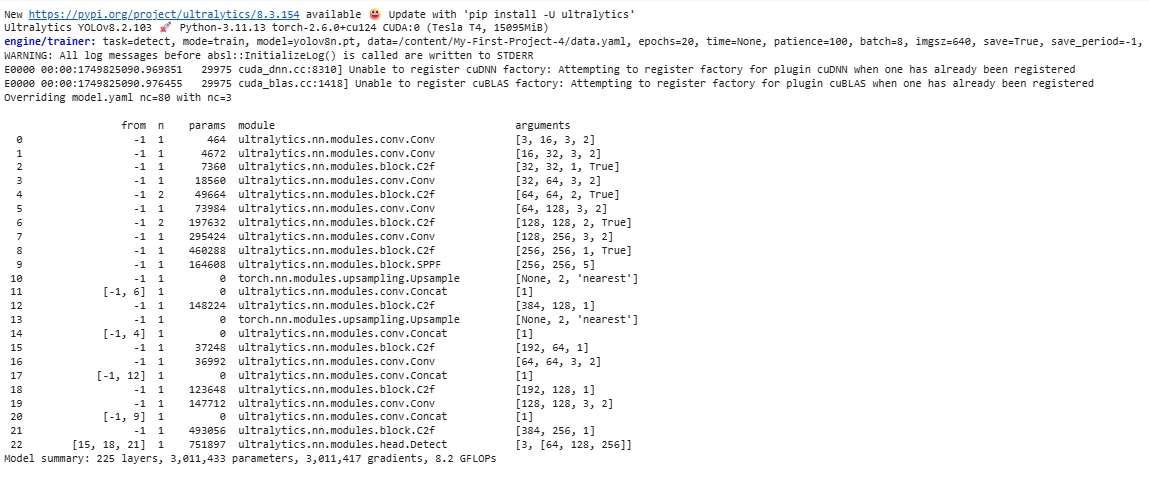 New https://pypi.org/project/ultralytics/8.3.154 available 😃 Update with 'pip install -U ultralytics'
Ultralytics YOLOv8.2.103 🚀 Python-3.11.13 torch-2.6.0+cu124 CUDA:0 (Tesla T4, 15095MiB)
engine/trainer: task=detect, mode=train, model=yolov8n.pt, data=/content/My-First-Project-4/data.yaml, epochs=20, time=None, patience=100, batch=8, imgsz=640, save=True, save_period=-1,
WARNING: All log messages before absl::InitializeLog() is called are written to STDERR
E0000 00:00:1749825090.969851   29975 cuda_dnn.cc:8310] Unable to register cuDNN factory: Attempting to register factory for plugin cuDNN when one has already been registered
E0000 00:00:1749825090.976455   29975 cuda_blas.cc:1418] Unable to register cuBLAS factory: Attempting to register factory for plugin cuBLAS when one has already been registered
Overriding model.yaml nc=80 with nc=3
from  n    params  module                                       arguments
0                  -1  1       464  ultralytics.nn.modules.conv.Conv             [3, 16, 3, 2]
1                  -1  1      4672  ultralytics.nn.modules.conv.Conv             [16, 32, 3, 2]
2                  -1  1      7360  ultralytics.nn.modules.block.C2f             [32, 32, 1, True]
3                  -1  1     18560  ultralytics.nn.modules.conv.Conv             [32, 64, 3, 2]
4                  -1  2     49664  ultralytics.nn.modules.block.C2f             [64, 64, 2, True]
5                  -1  1     73984  ultralytics.nn.modules.conv.Conv             [64, 128, 3, 2]
6                  -1  2    197632  ultralytics.nn.modules.block.C2f             [128, 128, 2, True]
7                  -1  1    295424  ultralytics.nn.modules.conv.Conv             [128, 256, 3, 2]
8                  -1  1    460288  ultralytics.nn.modules.block.C2f             [256, 256, 1, True]
9                  -1  1    164608  ultralytics.nn.modules.block.SPPF            [256, 256, 5]
10                  -1  1         0  torch.nn.modules.upsampling.Upsample         [None, 2, 'nearest']
11             [-1, 6]  1         0  ultralytics.nn.modules.conv.Concat           [1]
12                  -1  1    148224  ultralytics.nn.modules.block.C2f             [384, 128, 1]
13                  -1  1         0  torch.nn.modules.upsampling.Upsample         [None, 2, 'nearest']
14             [-1, 4]  1         0  ultralytics.nn.modules.conv.Concat           [1]
15                  -1  1     37248  ultralytics.nn.modules.block.C2f             [192, 64, 1]
16                  -1  1     36992  ultralytics.nn.modules.conv.Conv             [64, 64, 3, 2]
17            [-1, 12]  1         0  ultralytics.nn.modules.conv.Concat           [1]
18                  -1  1    123648  ultralytics.nn.modules.block.C2f             [192, 128, 1]
19                  -1  1    147712  ultralytics.nn.modules.conv.Conv             [128, 128, 3, 2]
20             [-1, 9]  1         0  ultralytics.nn.modules.conv.Concat           [1]
21                  -1  1    493056  ultralytics.nn.modules.block.C2f             [384, 256, 1]
22        [15, 18, 21]  1    751897  ultralytics.nn.modules.head.Detect           [3, [64, 128, 256]]
Model summary: 225 layers, 3,011,433 parameters, 3,011,417 gradients, 8.2 GFLOPs